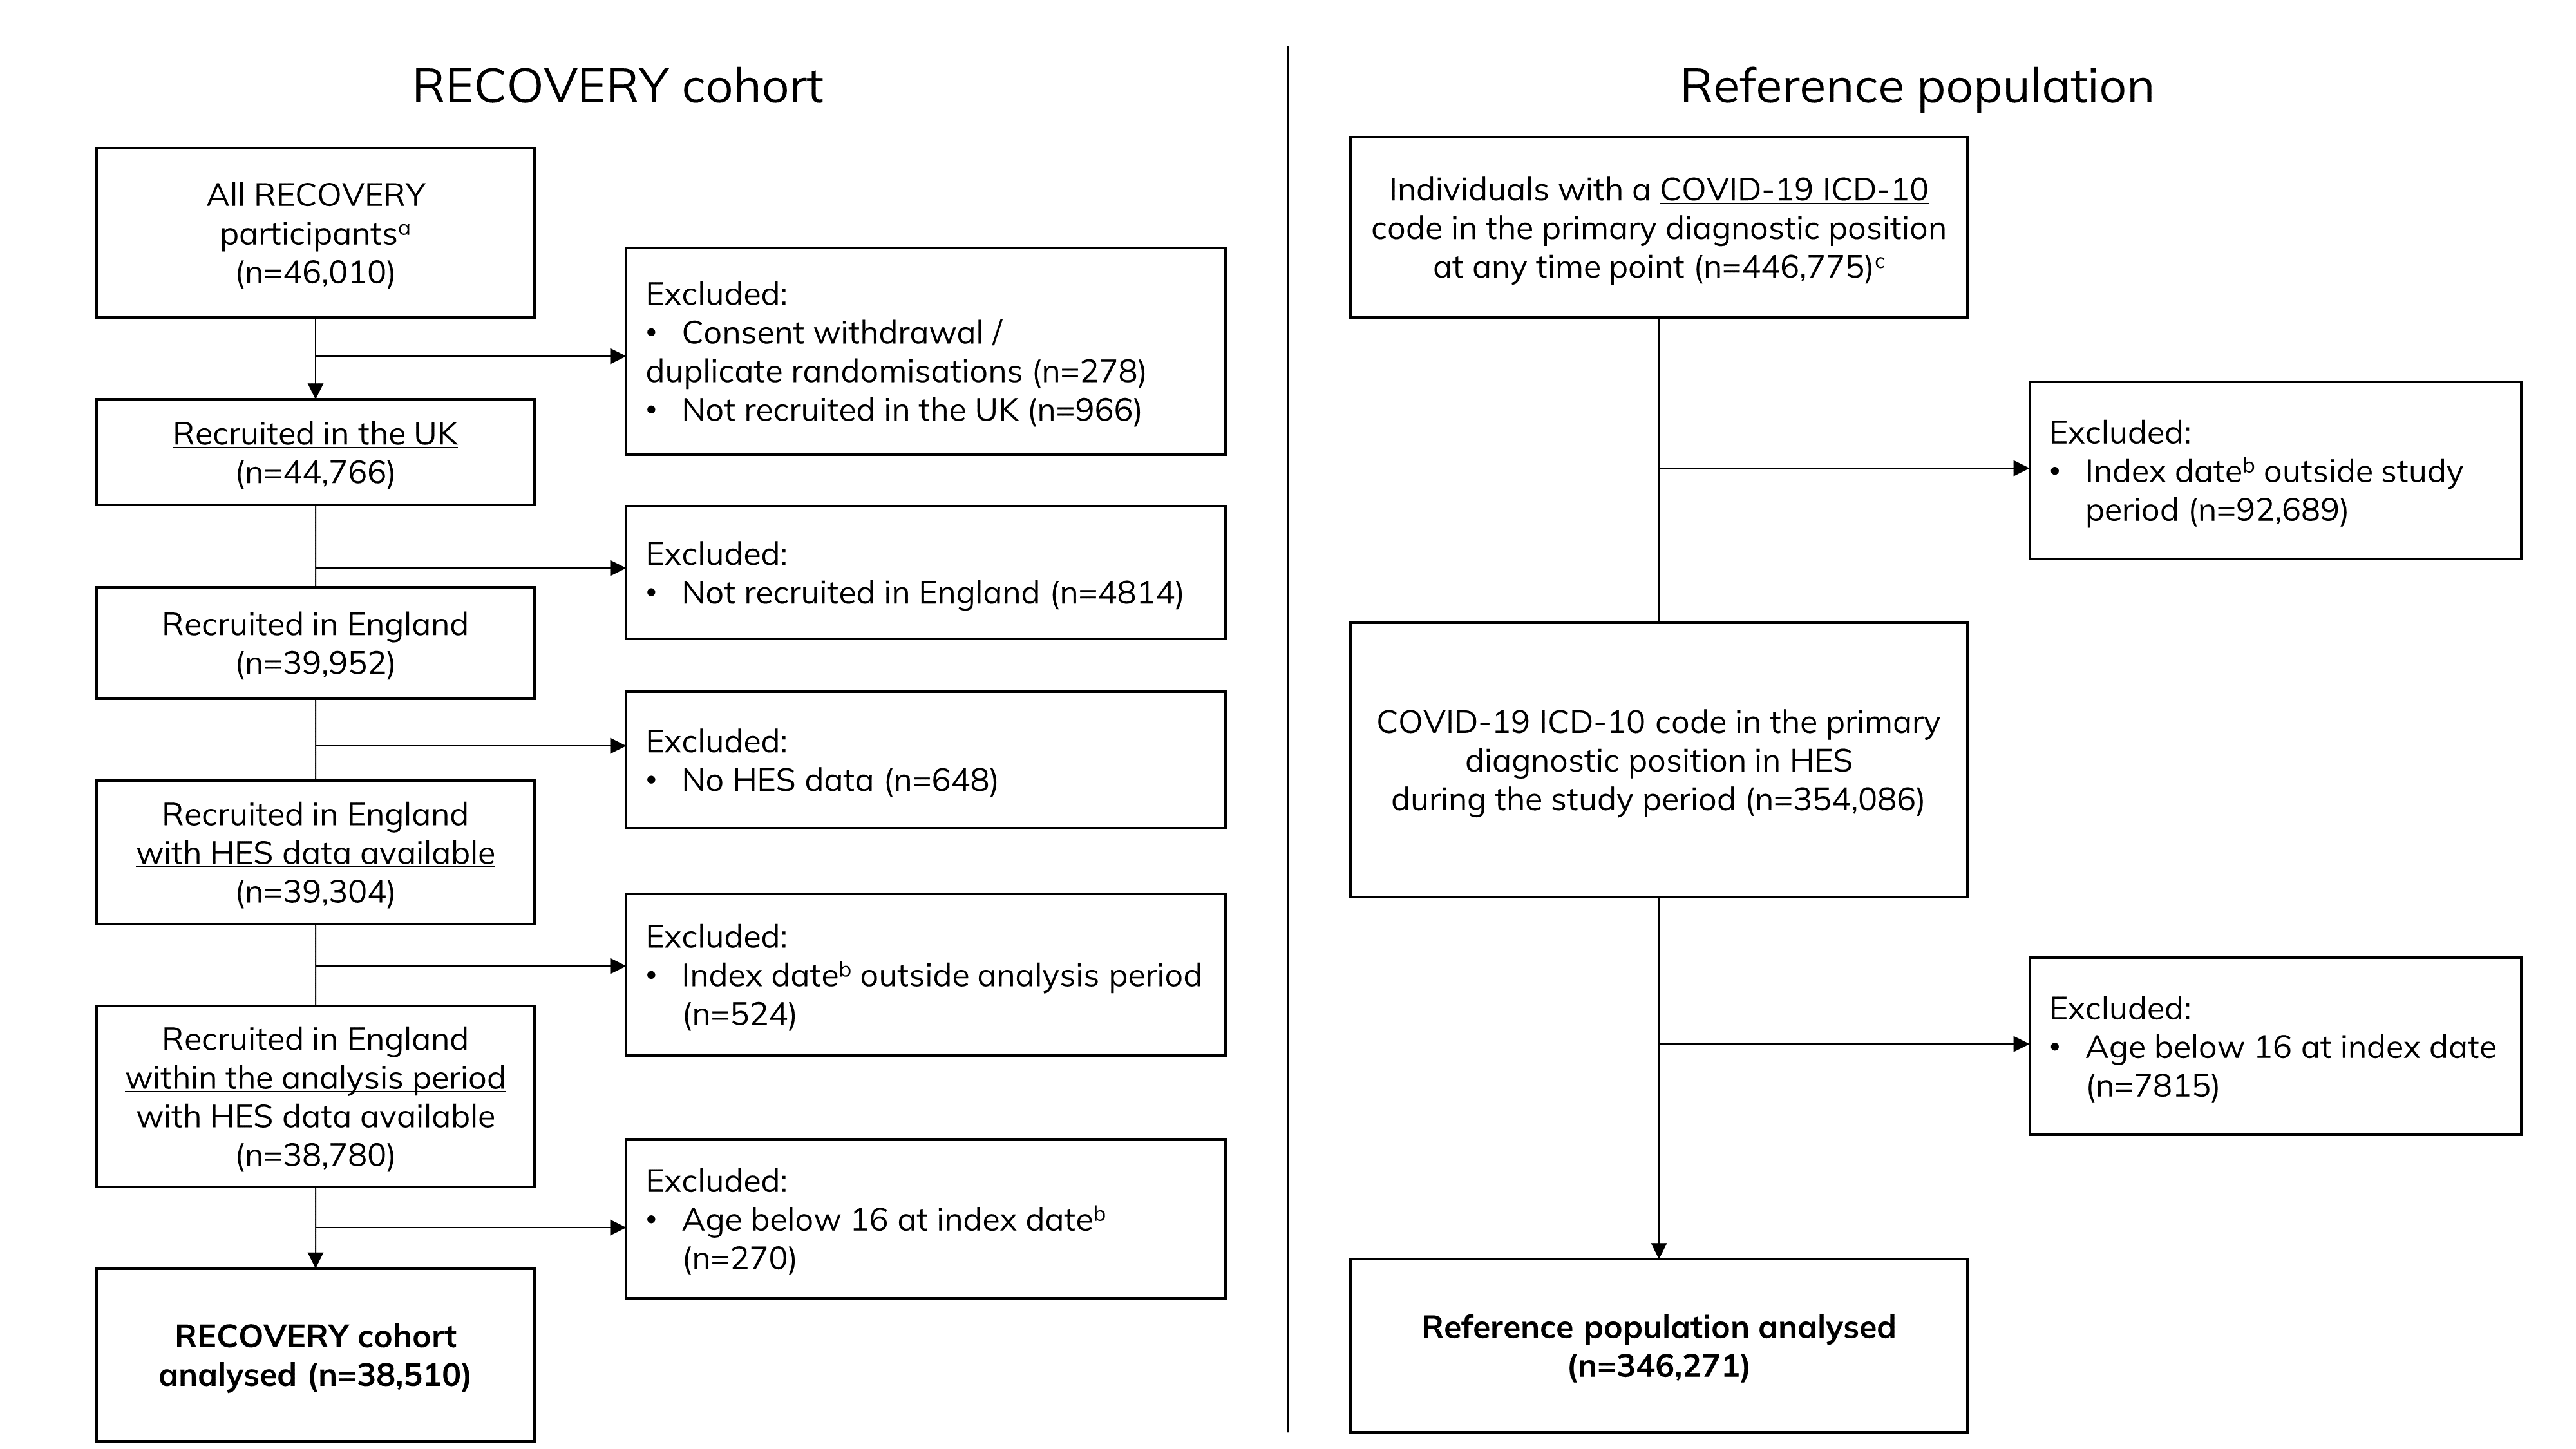 RECOVERY cohort
All RECOVERY
participantsᵃ
(n=46,010)
Excluded:
• Consent withdrawal /
duplicate randomisations (n=278)
• Not recruited in the UK (n=966)
Recruited in the UK
(n=44,766)
Excluded:
• Not recruited in England (n=4814)
Recruited in England
(n=39,952)
Excluded:
• No HES data (n=648)
Recruited in England
with HES data available
(n=39,304)
Excluded:
• Index dateᵇ outside analysis period
(n=524)
Recruited in England
within the analysis period
with HES data available
(n=38,780)
Excluded:
• Age below 16 at index dateᵇ
(n=270)
RECOVERY cohort
analysed (n=38,510)
Reference population
Individuals with a COVID-19 ICD-10
code in the primary diagnostic position
at any time point (n=446,775)ᶜ
Excluded:
• Index dateᵇ outside study
period (n=92,689)
COVID-19 ICD-10 code in the primary
diagnostic position in HES
during the study period (n=354,086)
Excluded:
• Age below 16 at index date
(n=7815)
Reference population analysed
(n=346,271)